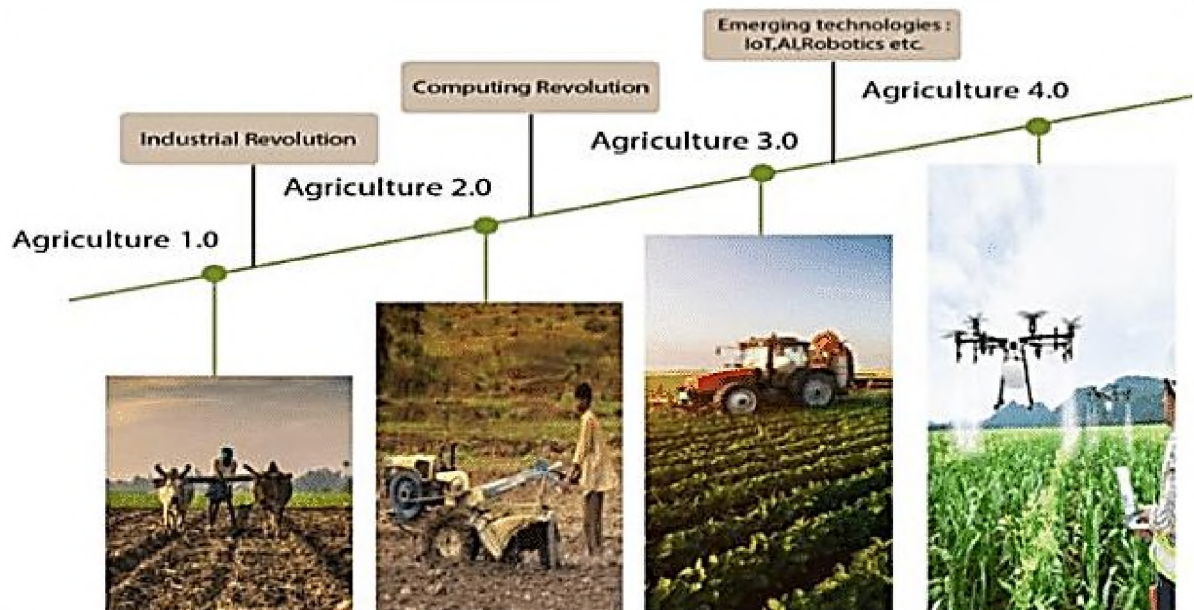 Emerging technologies :
IoT,AI,Robotics etc.
Agriculture 4.0
Computing Revolution
Agriculture 3.0
Industrial Revolution
Agriculture 2.0
Agriculture 1.0